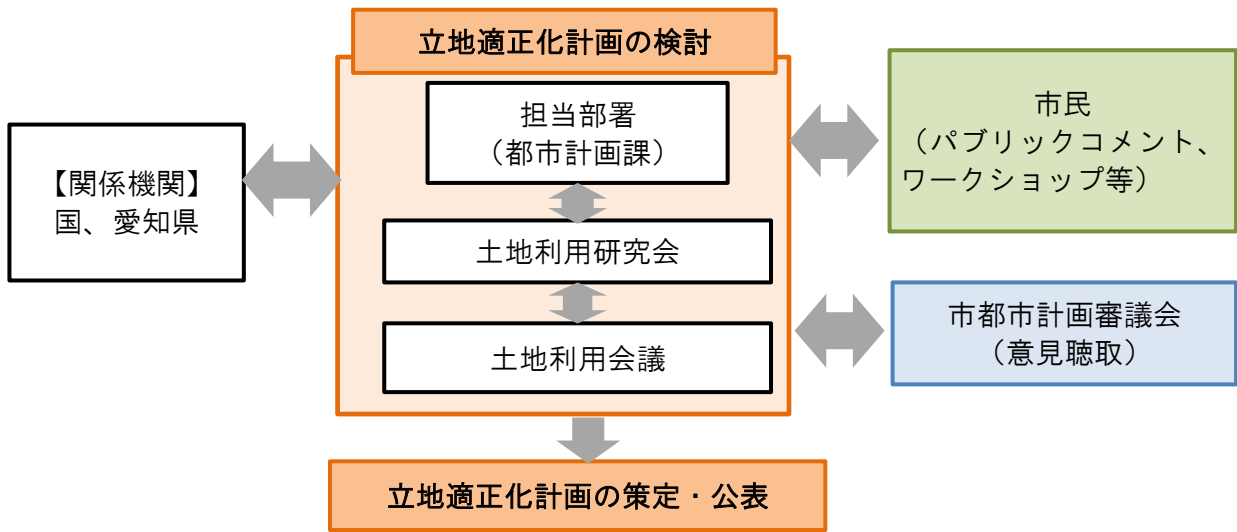 立地適正化計画の検討
担当部署
（都市計画課）
土地利用研究会
土地利用会議
【関係機関】
国、愛知県
市民
（パブリックコメント、
ワークショップ等）
市都市計画審議会
（意見聴取）
立地適正化計画の策定・公表